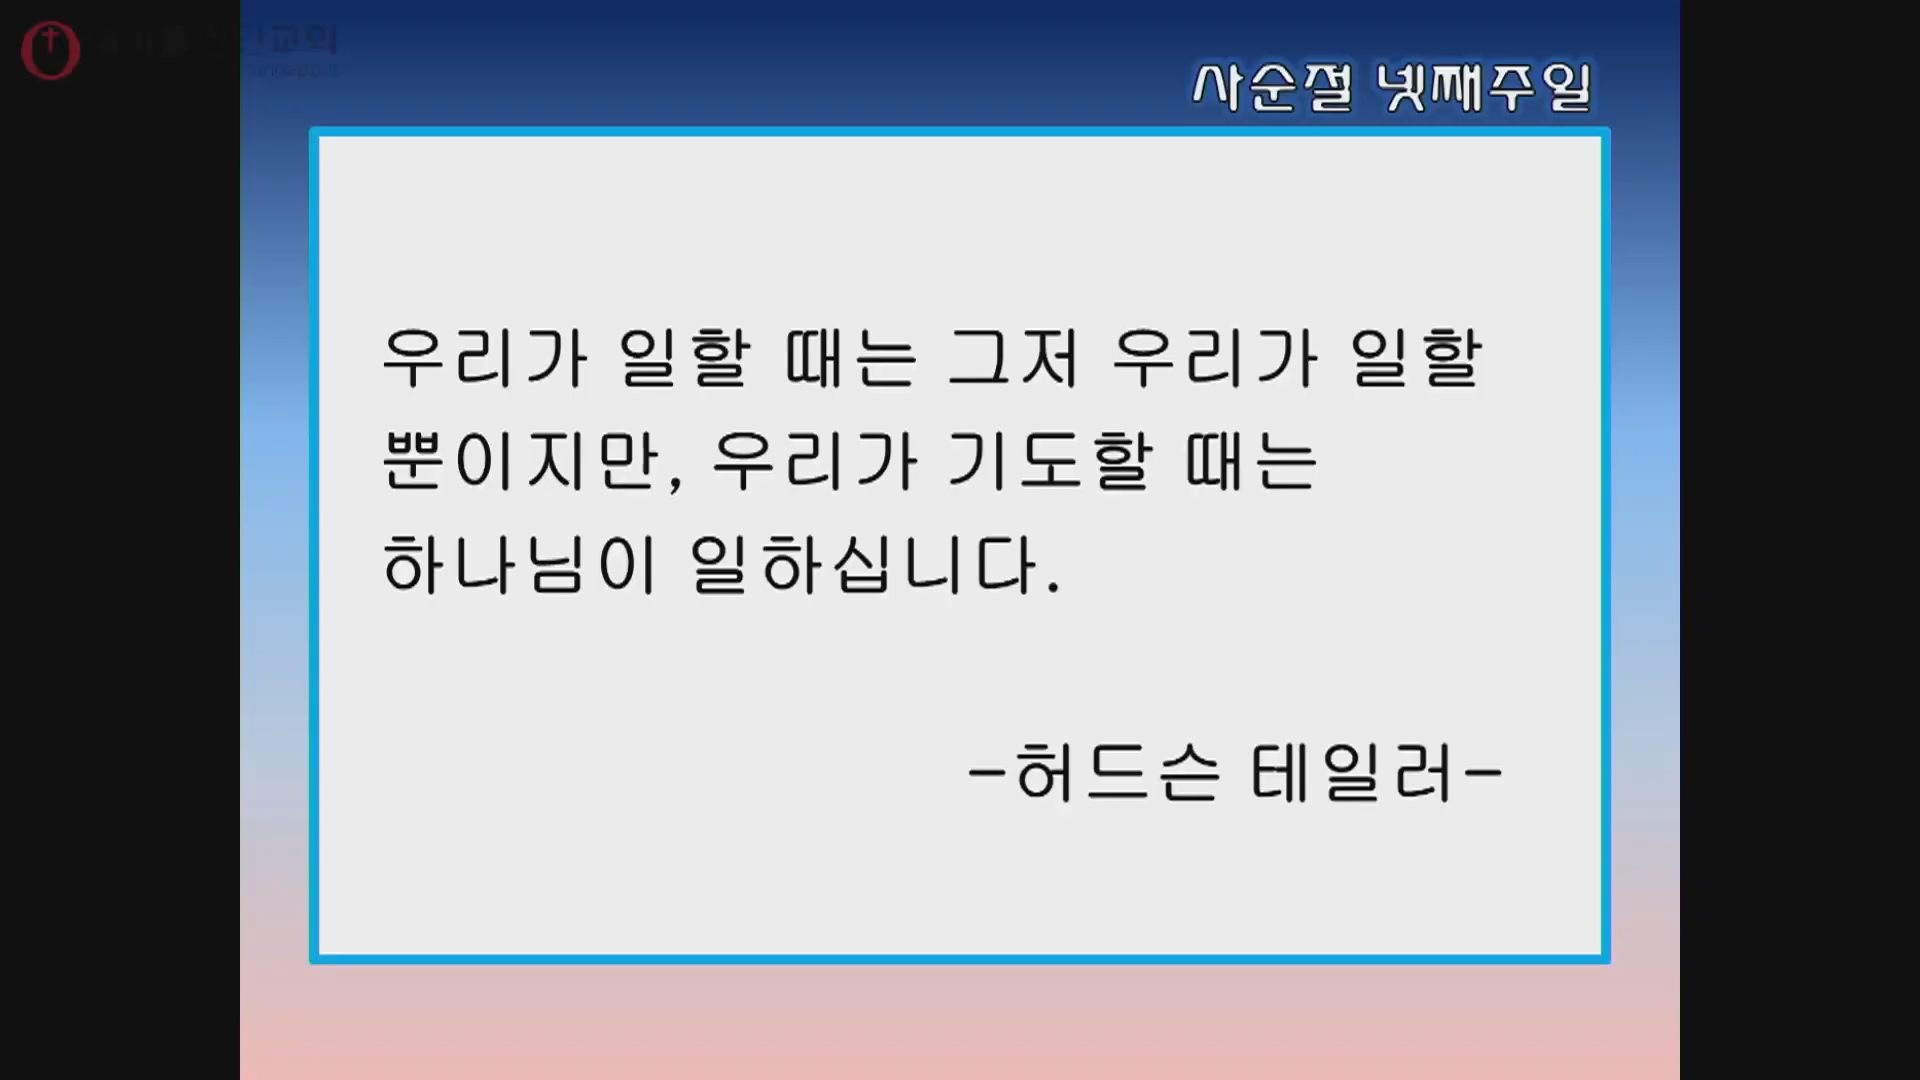 사순절 넷째주일
우리가 일할 때는 그저 우리가 일할
뿐이지만, 우리가 기도할 때는
하나님이 일하십니다.
-허드슨 테일러-